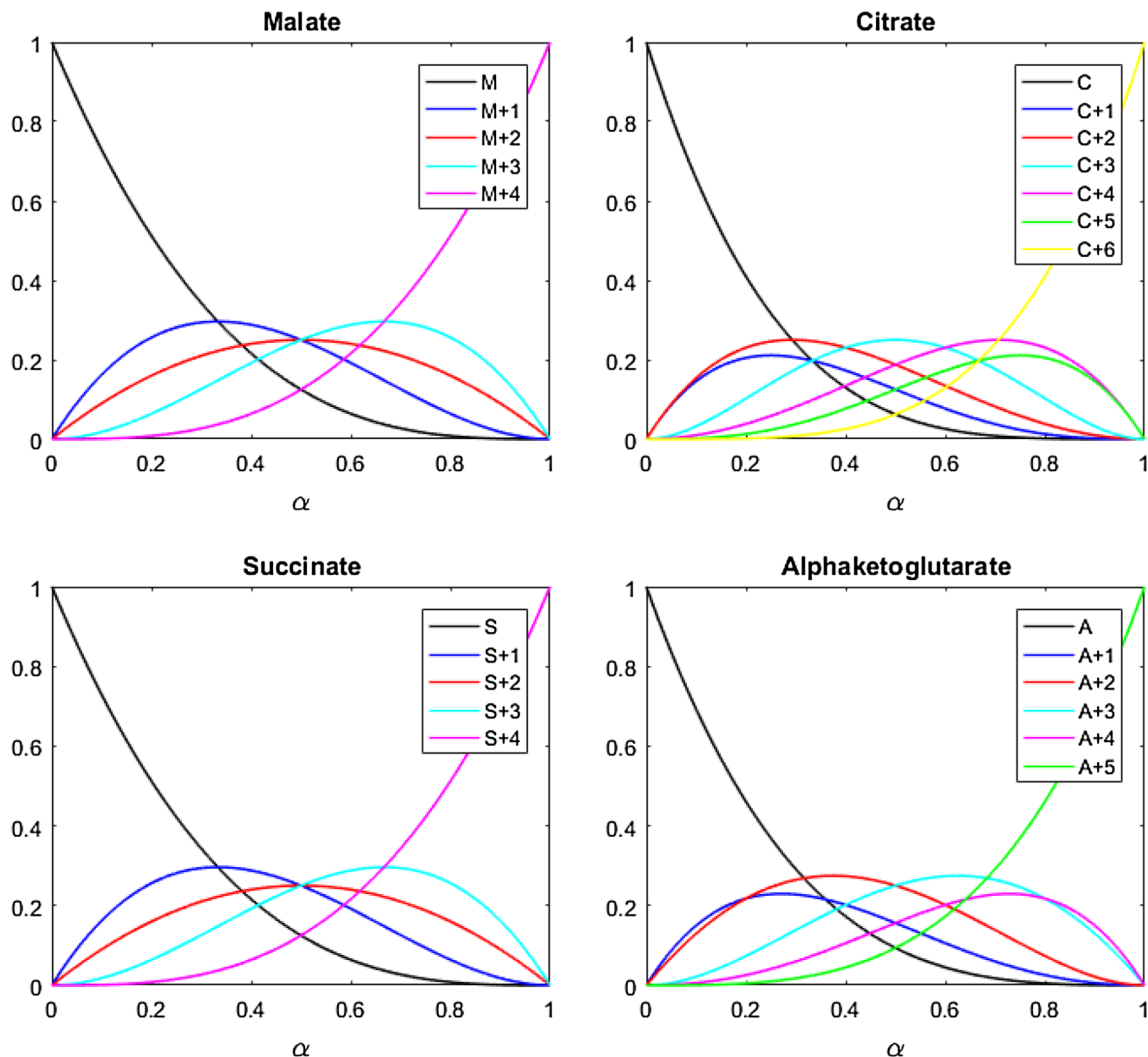 Malate
1
0.8
0.6
0.4
0.2
0
M
M+1
M+2
M+3
M+4
0 0.2 0.4 0.6 0.8 1
α
Citrate
1
0.8
0.6
0.4
0.2
0
C
C+1
C+2
C+3
C+4
C+5
C+6
0 0.2 0.4 0.6 0.8 1
α
Succinate
1
0.8
0.6
0.4
0.2
0
S
S+1
S+2
S+3
S+4
0 0.2 0.4 0.6 0.8 1
α
Alphaketoglutarate
1
0.8
0.6
0.4
0.2
0
A
A+1
A+2
A+3
A+4
A+5
0 0.2 0.4 0.6 0.8 1
α